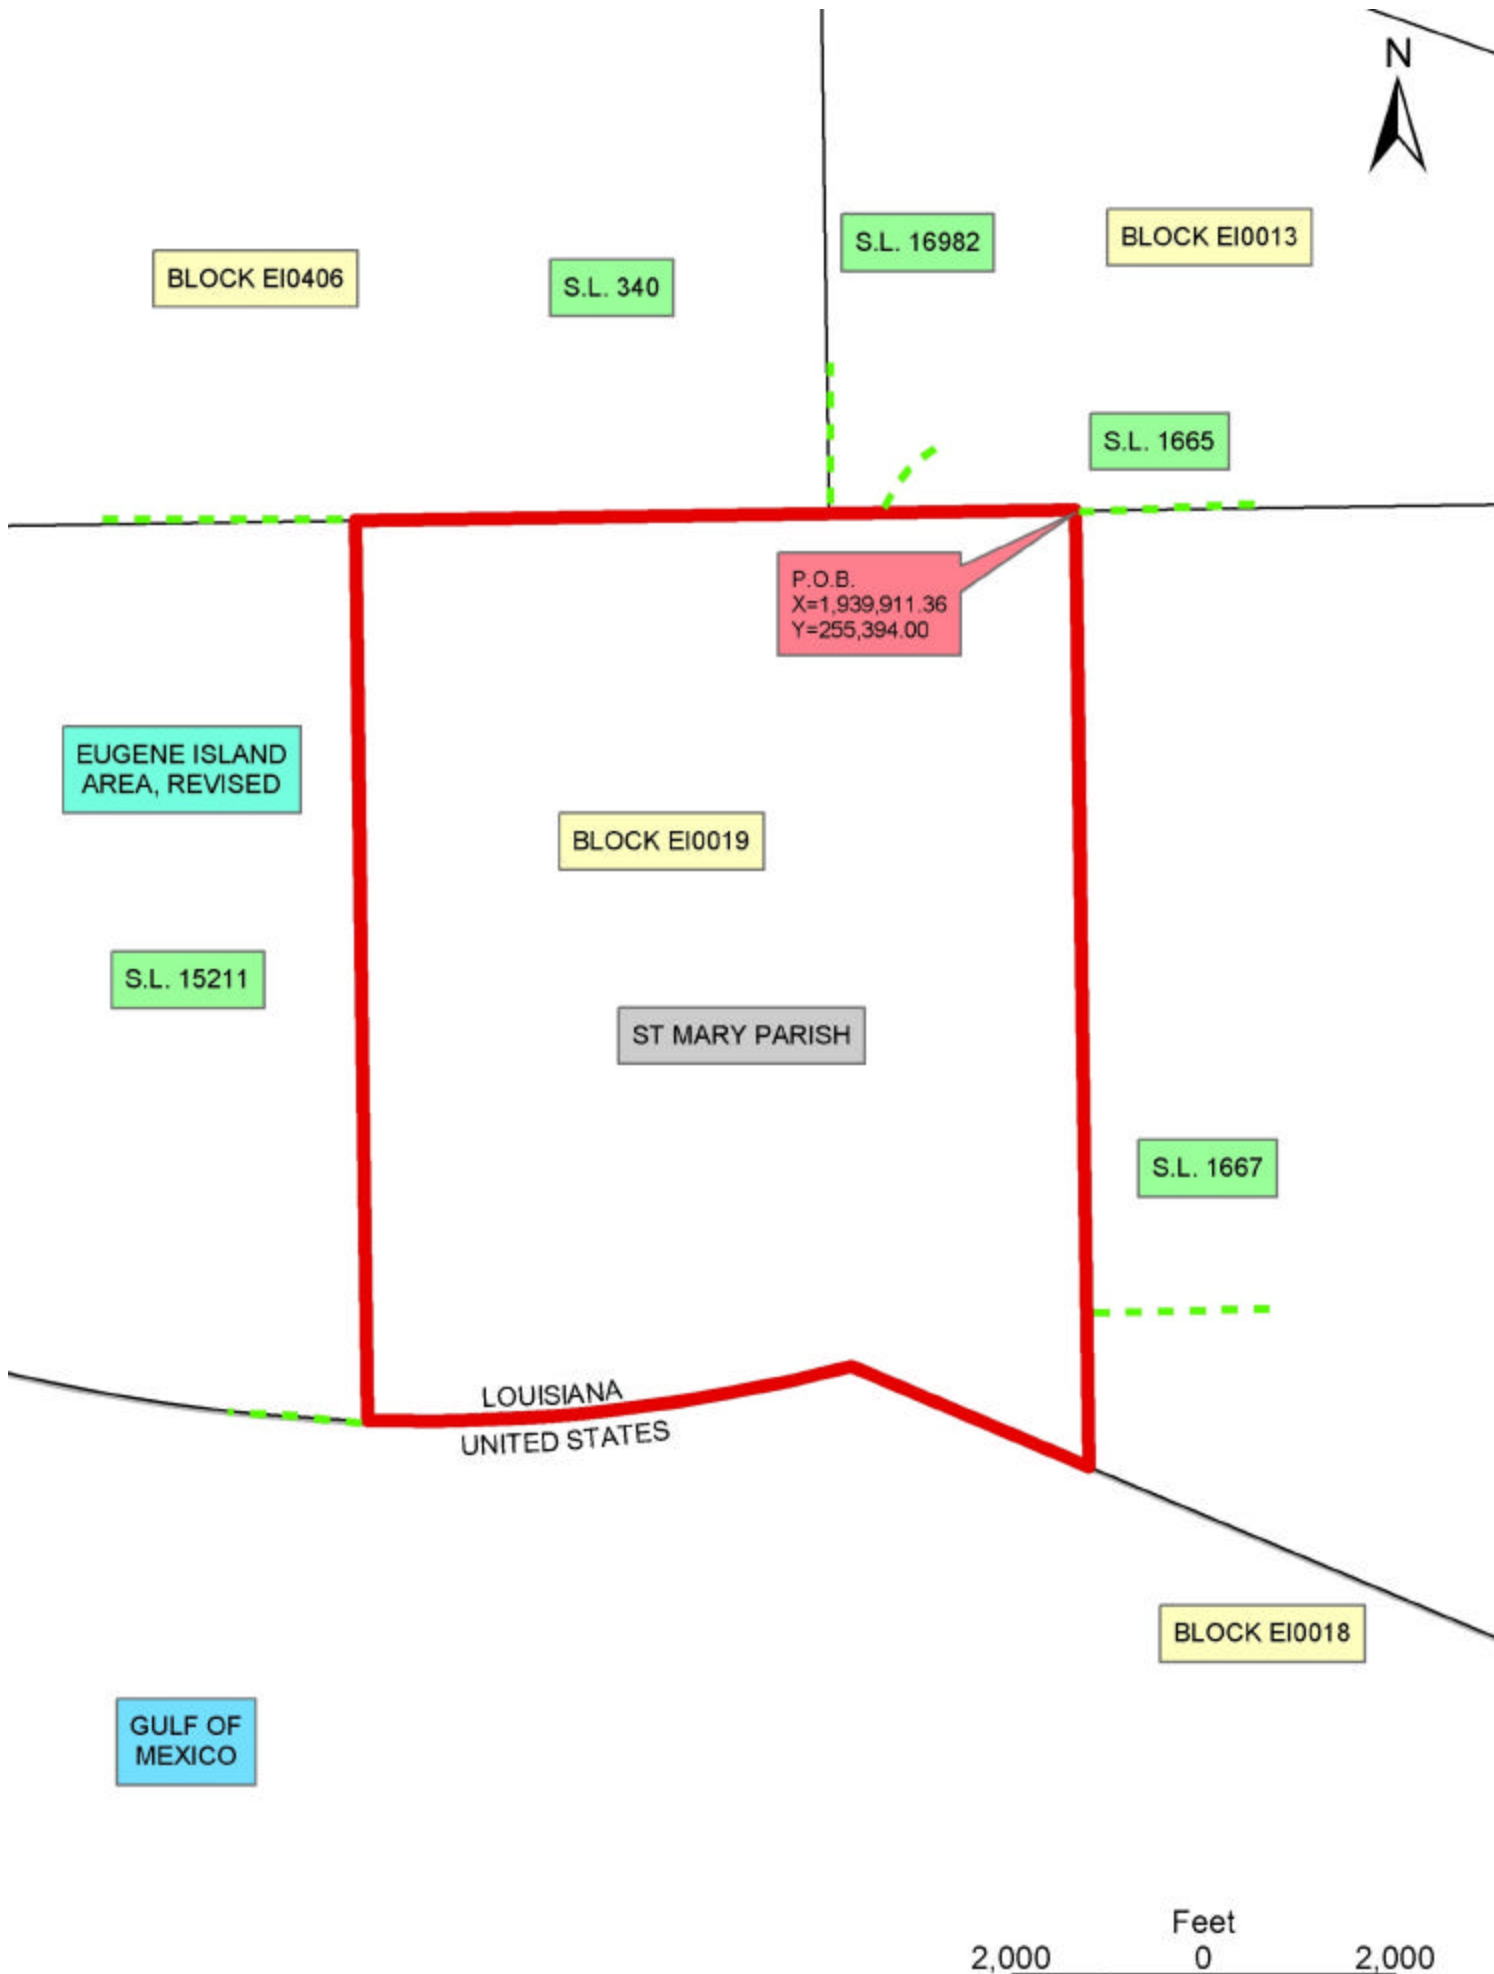 N
S.L. 16982
BLOCK EI0013
BLOCK EI0406
S.L. 340
S.L. 1665
P.O.B.
X=1,939,911.36
Y=255,394.00
EUGENE ISLAND
AREA, REVISED
BLOCK EI0019
S.L. 15211
ST MARY PARISH
S.L. 1667
LOUISIANA
UNITED STATES
BLOCK EI0018
GULF OF
MEXICO
Feet
2,000 0 2,000